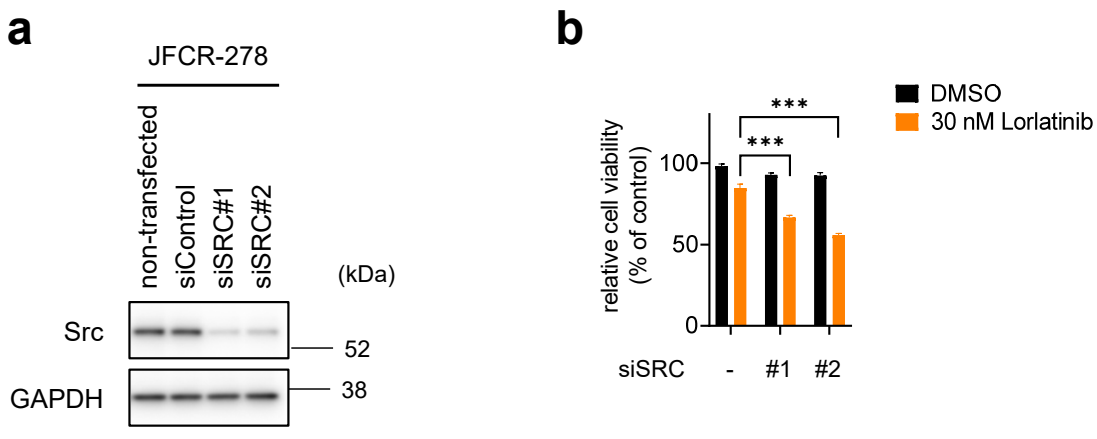 a
JFCR-278
non-transfected
siControl
siSRC#1
siSRC#2
(kDa)
Src
52
GAPDH
38
b
DMSO
30 nM Lorlatinib
***
***
relative cell viability
(% of control)
100
50
0
siSRC - #1 #2